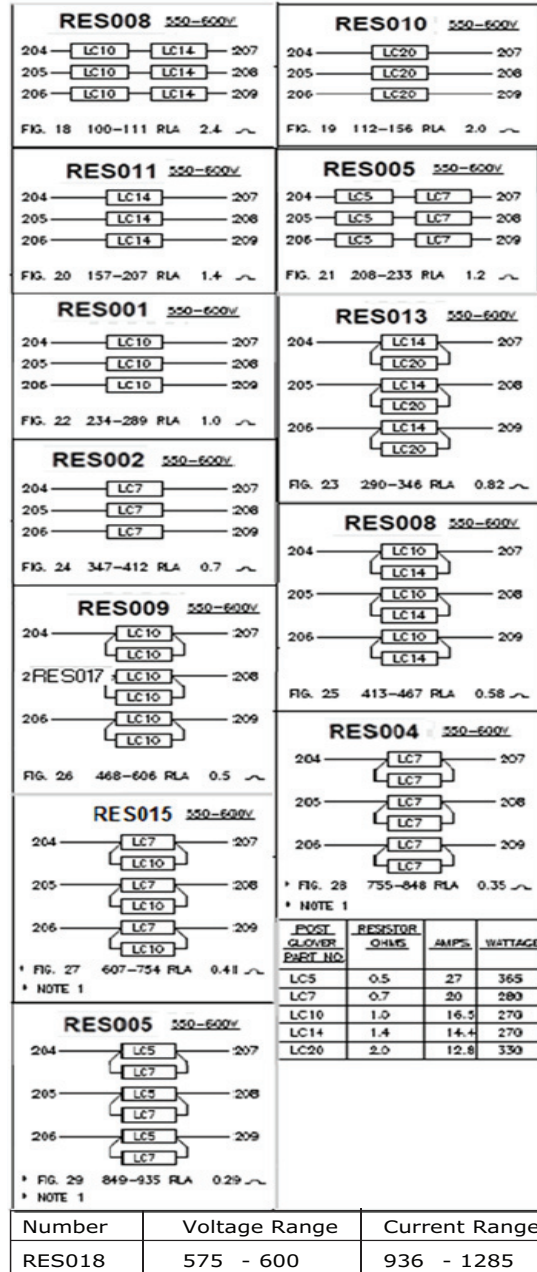 RES008 550-600V
204 LC10 LC14 207
205 LC10 LC14 208
206 LC10 LC14 209
FIG. 18 100-111 RLA 2.4
RES010 550-600V
204 LC20 207
205 LC20 208
206 LC20 209
FIG. 19 112-156 RLA 2.0
RES011 550-600V
204 LC14 207
205 LC14 208
206 LC14 209
FIG. 20 157-207 RLA 1.4
RES005 550-600V
204 LC5 LC7 207
205 LC5 LC7 208
206 LC5 LC7 209
FIG. 21 208-233 RLA 1.2
RES001 550-600V
204 LC10 207
205 LC10 208
206 LC10 209
FIG. 22 234-289 RLA 1.0
RES013 550-600V
204 LC14 207
LC20
205 LC14 208
LC20
206 LC14 209
LC20
FIG. 23 290-346 RLA 0.82
RES002 550-600V
204 LC7 207
205 LC7 208
206 LC7 209
FIG. 24 347-412 RLA 0.7
RES008 550-600V
204 LC10 207
LC14
205 LC10 208
LC14
206 LC10 209
LC14
FIG. 25 413-467 RLA 0.58
RES009 550-600V
204 LC10 207
LC10
2RES017 LC10 208
LC10
206 LC10 209
LC10
FIG. 26 468-606 RLA 0.5
RES004 550-600V
204 LC7 207
LC7
205 LC7 208
LC7
206 LC7 209
LC7
* FIG. 28 755-848 RLA 0.35
* NOTE 1
RES015 550-600V
204 LC7 207
LC10
205 LC7 208
LC10
206 LC7 209
LC10
* FIG. 27 607-754 RLA 0.41
* NOTE 1
POST GLOVER PART NO. RESISTOR OHMS AMPS WATTAGE
LC5 0.5 27 365
LC7 0.7 20 280
LC10 1.0 16.5 270
LC14 1.4 14.4 270
LC20 2.0 12.8 330
RES005 550-600V
204 LC5 207
LC7
205 LC5 208
LC7
206 LC5 209
LC7
* FIG. 29 849-935 RLA 0.29
* NOTE 1
Number Voltage Range Current Range
RES018 575 - 600 936 - 1285